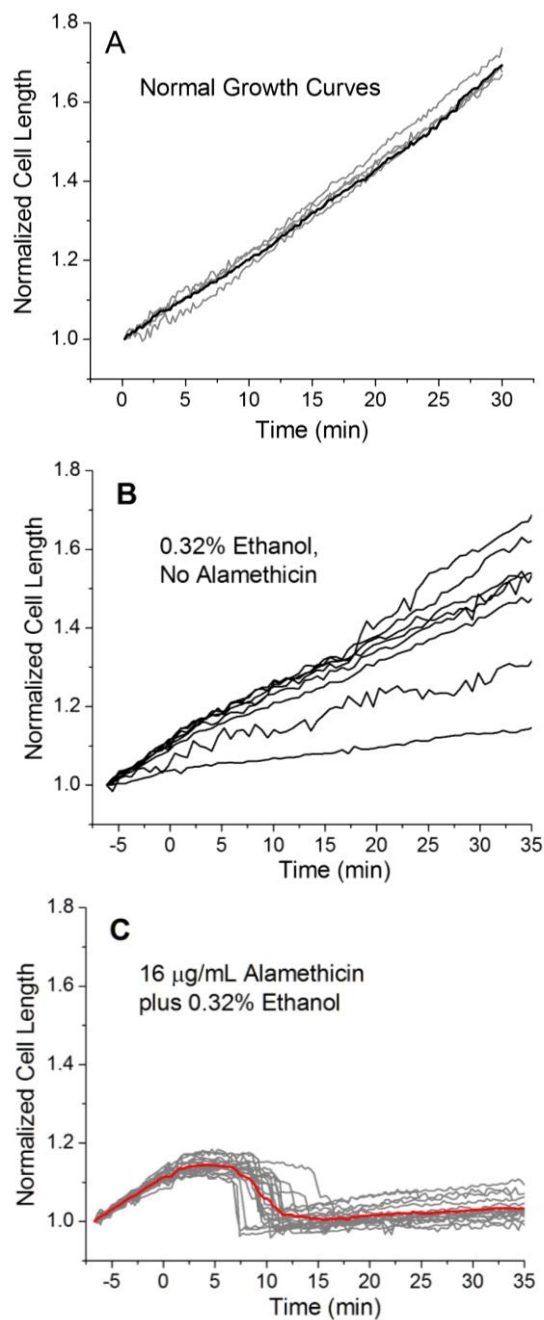 A
Normal Growth Curves
Normalized Cell Length
1.8
1.6
1.4
1.2
1.0
0 5 10 15 20 25 30
Time (min)
B
0.32% Ethanol,
No Alamethicin
Normalized Cell Length
1.8
1.6
1.4
1.2
1.0
-5 0 5 10 15 20 25 30 35
Time (min)
C
16 μg/mL Alamethicin
plus 0.32% Ethanol
Normalized Cell Length
1.8
1.6
1.4
1.2
1.0
-5 0 5 10 15 20 25 30 35
Time (min)